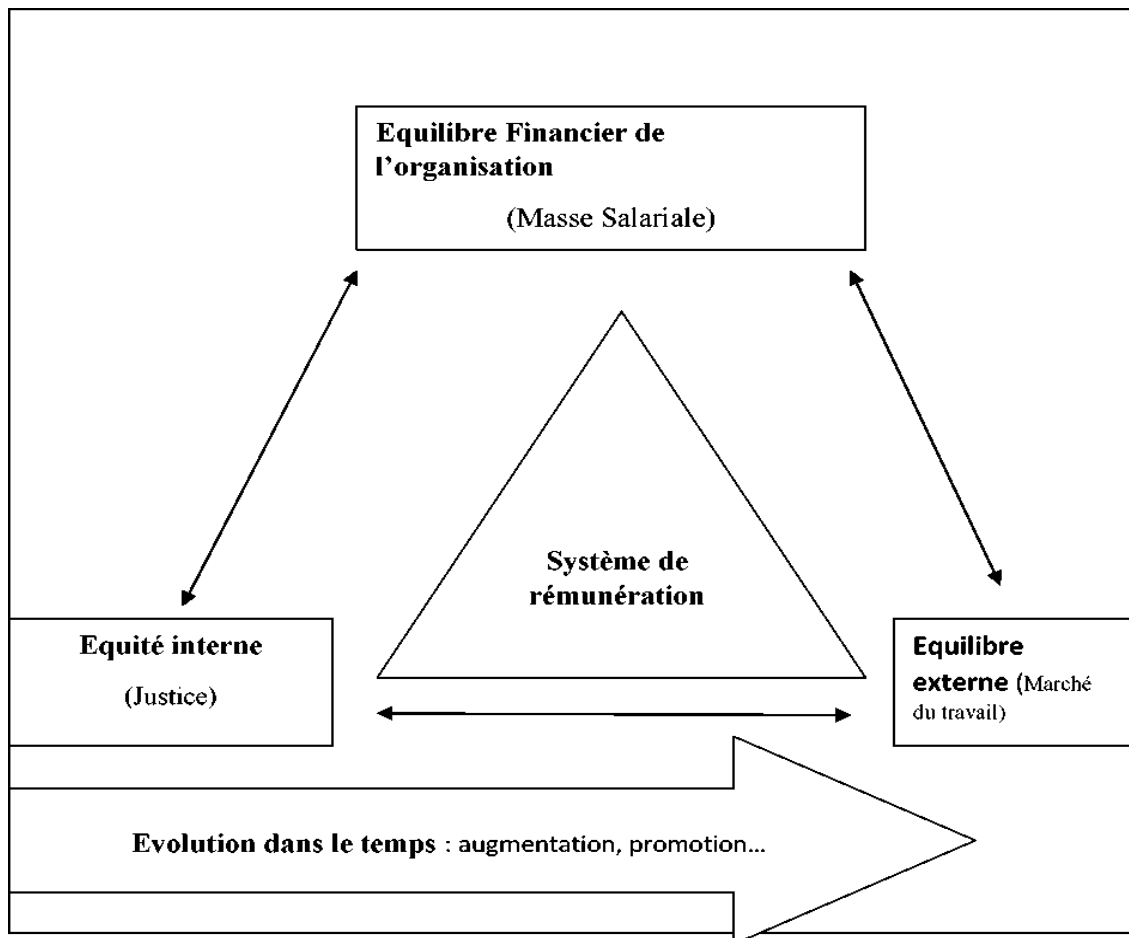 Equilibre Financier de
l'organisation
(Masse Salariale)
Système de
rémunération
Equité interne
(Justice)
Equilibre
externe (Marché
du travail)
Evolution dans le temps : augmentation, promotion...